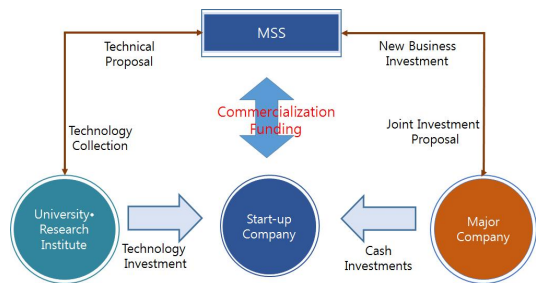 MSS
Technical
Proposal
New Business
Investment
Commercialization
Funding
Technology
Collection
Joint Investment
Proposal
University•
Research
Institute
Technology
Investment
Start-up
Company
Cash
Investments
Major
Company